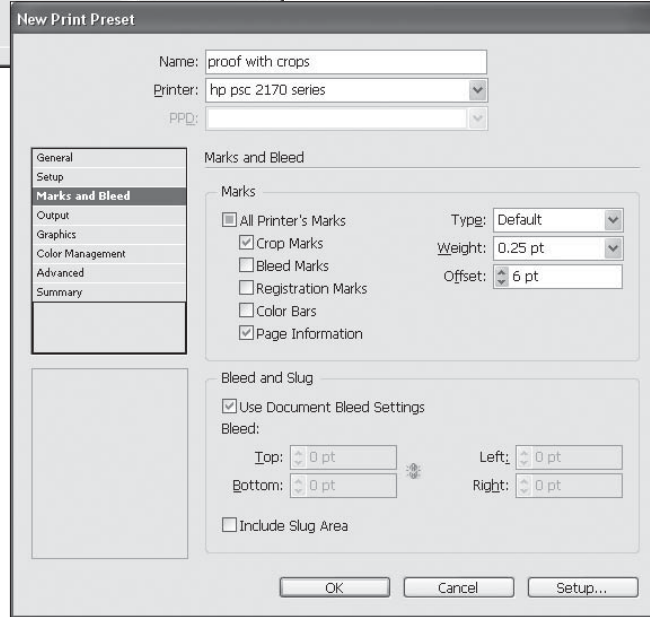 New Print Preset
Name: proof with crops
Printer: hp psc 2170 series
PPD:
General
Setup
Marks and Bleed
Output
Graphics
Color Management
Advanced
Summary
Marks and Bleed
Marks
All Printer's Marks
Crop Marks
Bleed Marks
Registration Marks
Color Bars
Page Information
Type: Default
Weight: 0.25 pt
Offset: 6 pt
Bleed and Slug
Use Document Bleed Settings
Bleed:
Top: 0 pt Left: 0 pt
Bottom: 0 pt Right: 0 pt
Include Slug Area
OK Cancel Setup...